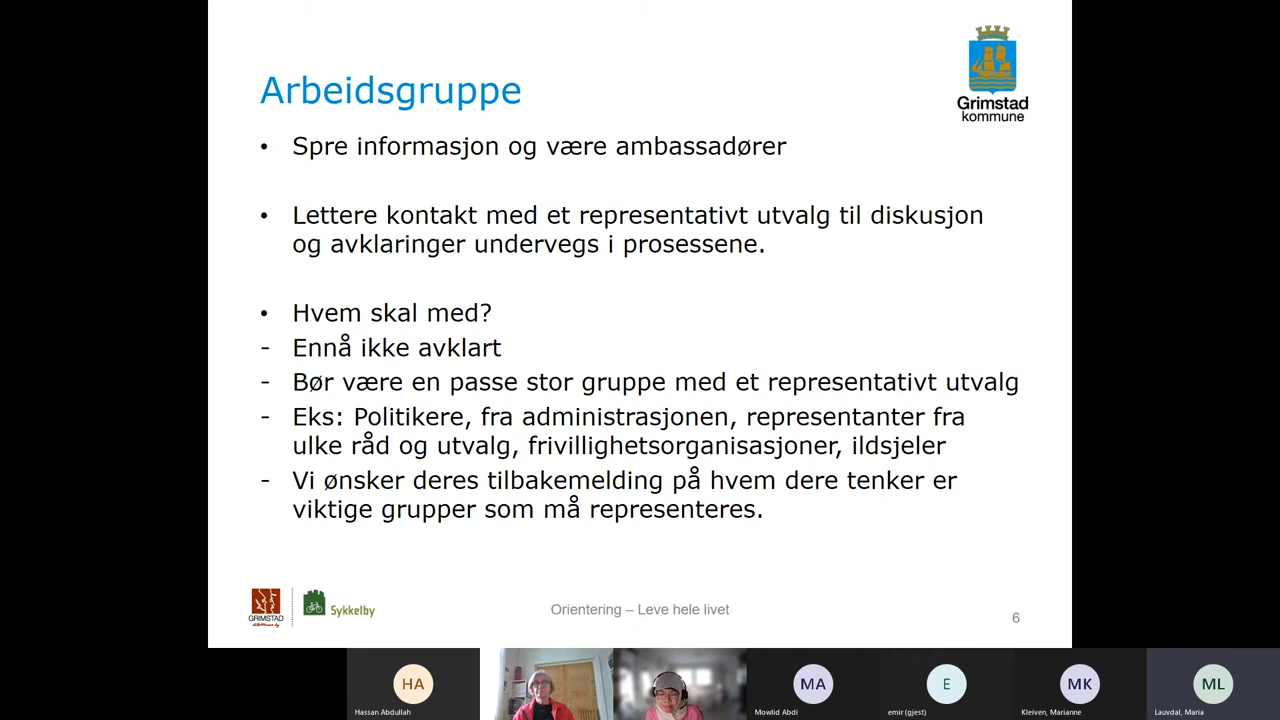 Arbeidsgruppe
Grimstad
kommune
• Spre informasjon og være ambassadører
• Lettere kontakt med et representativt utvalg til diskusjon
og avklaringer undervegs i prosessene.
• Hvem skal med?
- Ennå ikke avklart
- Bør være en passe stor gruppe med et representativt utvalg
- Eks: Politikere, fra administrasjonen, representanter fra
ulke råd og utvalg, frivillighetsorganisasjoner, ildsjeler
- Vi ønsker deres tilbakemelding på hvem dere tenker er
viktige grupper som må representeres.
GRIMSTAD
Sykkelby
Orientering – Leve hele livet
6
HA
MA
E
MK
ML
Hassan Abdullah
Mowlid Abdi
emir (gjest)
Kleiven, Marianne
Lauvdal, Maria